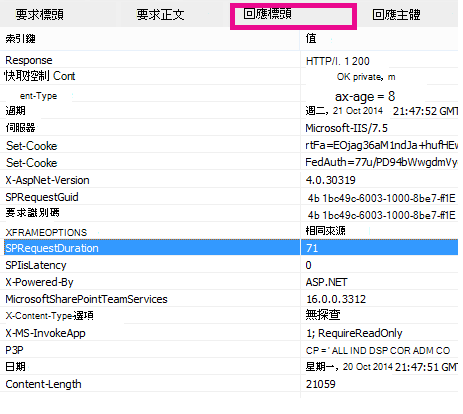 要求標頭 要求正文 回應標頭 回應主體
索引鍵 值
Response HTTP/I. 1 200
快取控制 Cont OK private, m
ent-Type ax-age = 8
過期 週二, 21 Oct 2014 21:47:52 GMT
伺服器 Microsoft-IIS/7.5
Set-Cooke rtFa=EOjag36aM1ndJa+hufHEw
Set-Cooke FedAuth=77u/PD94bWwgdmVy
X-AspNet-Version 4.0.30319
SPRequestGuid 4b 1bc49c-6003-1000-8be7-ff1E
要求識別碼 4b 1bc49c-6003-1000-8be7-ff1E
XFRAMEOPTIONS 相同來源
SPRequestDuration 71
SPIisLatency 0
X-Powered-By ASP.NET
MicrosoftSharePointTeamServices 16.0.0.3312
X-Content-Type選項 無探查
X-MS-InvokeApp 1; RequireReadOnly
P3P CP = ' ALL IND DSP COR ADM CO
日期 星期一, 20 Oct 2014 21:47:51 GMT
Content-Length 21059